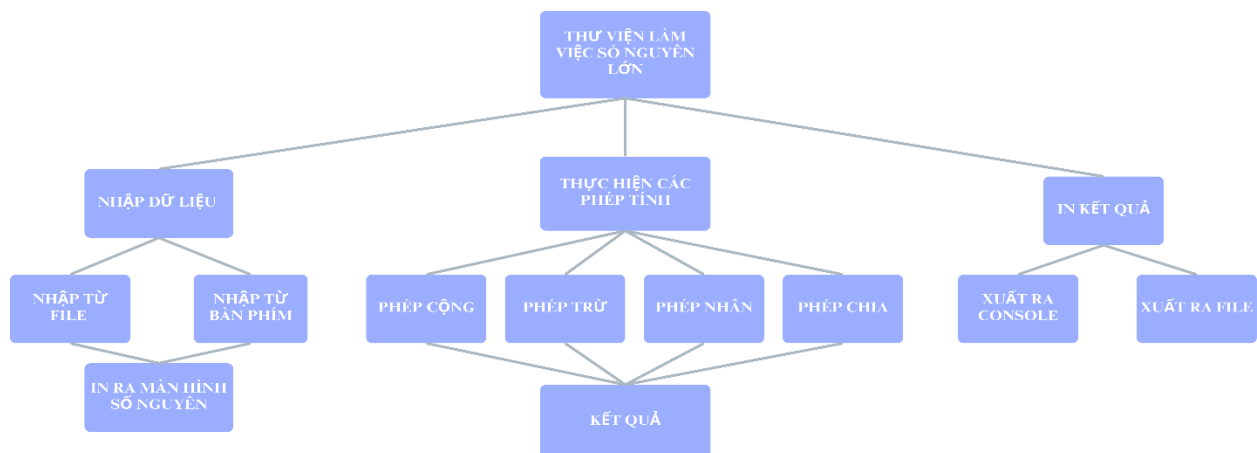 THƯ VIỆN LÀM
VIỆC SỐ NGUYÊN
LỚN
NHẬP DỮ LIỆU
THỰC HIỆN CÁC
PHÉP TÍNH
IN KẾT QUẢ
NHẬP TỪ
FILE
NHẬP TỪ
BÀN PHÍM
PHÉP CỘNG
PHÉP TRỪ
PHÉP NHÂN
PHÉP CHIA
XUẤT RA
CONSOLE
XUẤT RA FILE
IN RA MÀN HÌNH
SỐ NGUYÊN
KẾT QUẢ